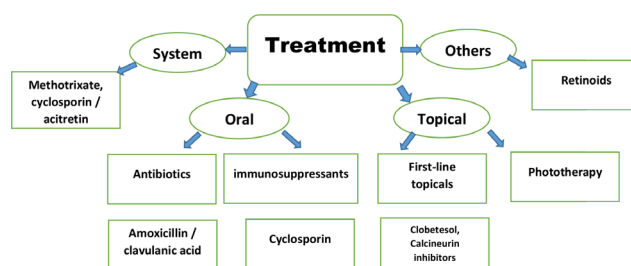 Treatment
System
Others
Methotrixate,
cyclosporin /
acitretin
Retinoids
Oral
Topical
Antibiotics
immunosuppressants
First-line
topicals
Phototherapy
Amoxicillin /
clavulanic acid
Cyclosporin
Clobetesol,
Calcineurin
inhibitors